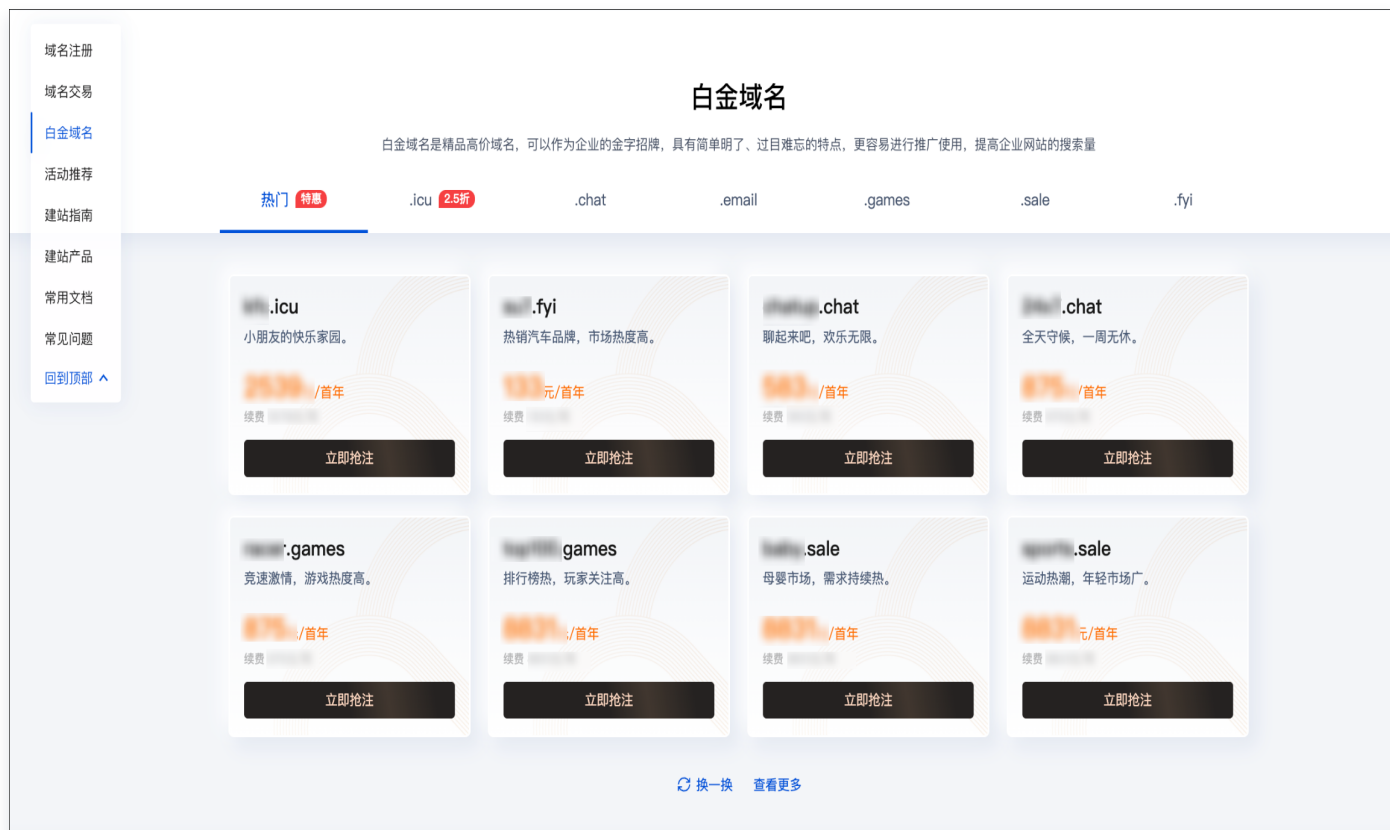 域名注册
域名交易
白金域名
活动推荐
建站指南
建站产品
常用文档
常见问题
回到顶部
白金域名
白金域名是精品高价域名，可以作为企业的金字招牌，具有简单明了、过目难忘的特点，更容易进行推广使用，提高企业网站的搜索量
热门 特惠 .icu 2.5折 .chat .email .games .sale .fyi
.icu
小朋友的快乐家园。
/首年
续费
立即抢注
.fyi
热销汽车品牌，市场热度高。
元/首年
续费
立即抢注
.chat
聊起来吧，欢乐无限。
/首年
续费
立即抢注
.chat
全天守候，一周无休。
/首年
续费
立即抢注
.games
竞速激情，游戏热度高。
/首年
续费
立即抢注
.games
排行榜热，玩家关注高。
/首年
续费
立即抢注
.sale
母婴市场，需求持续热。
/首年
续费
立即抢注
.sale
运动热潮，年轻市场广。
元/首年
续费
立即抢注
换一换 查看更多